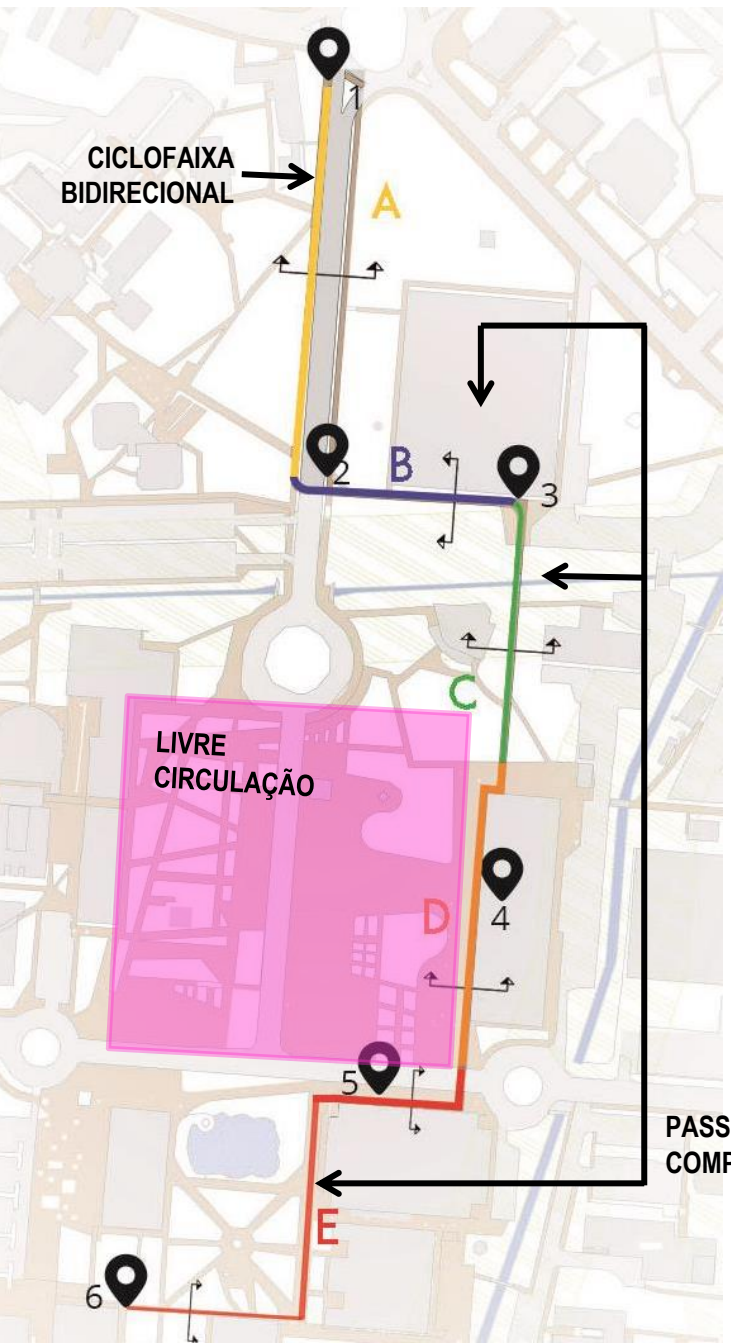 1
CICLOFAIXA
BIDIRECIONAL
A
2
B
3
C
LIVRE
CIRCULAÇÃO
D
4
5
PASS
COMP
E
6